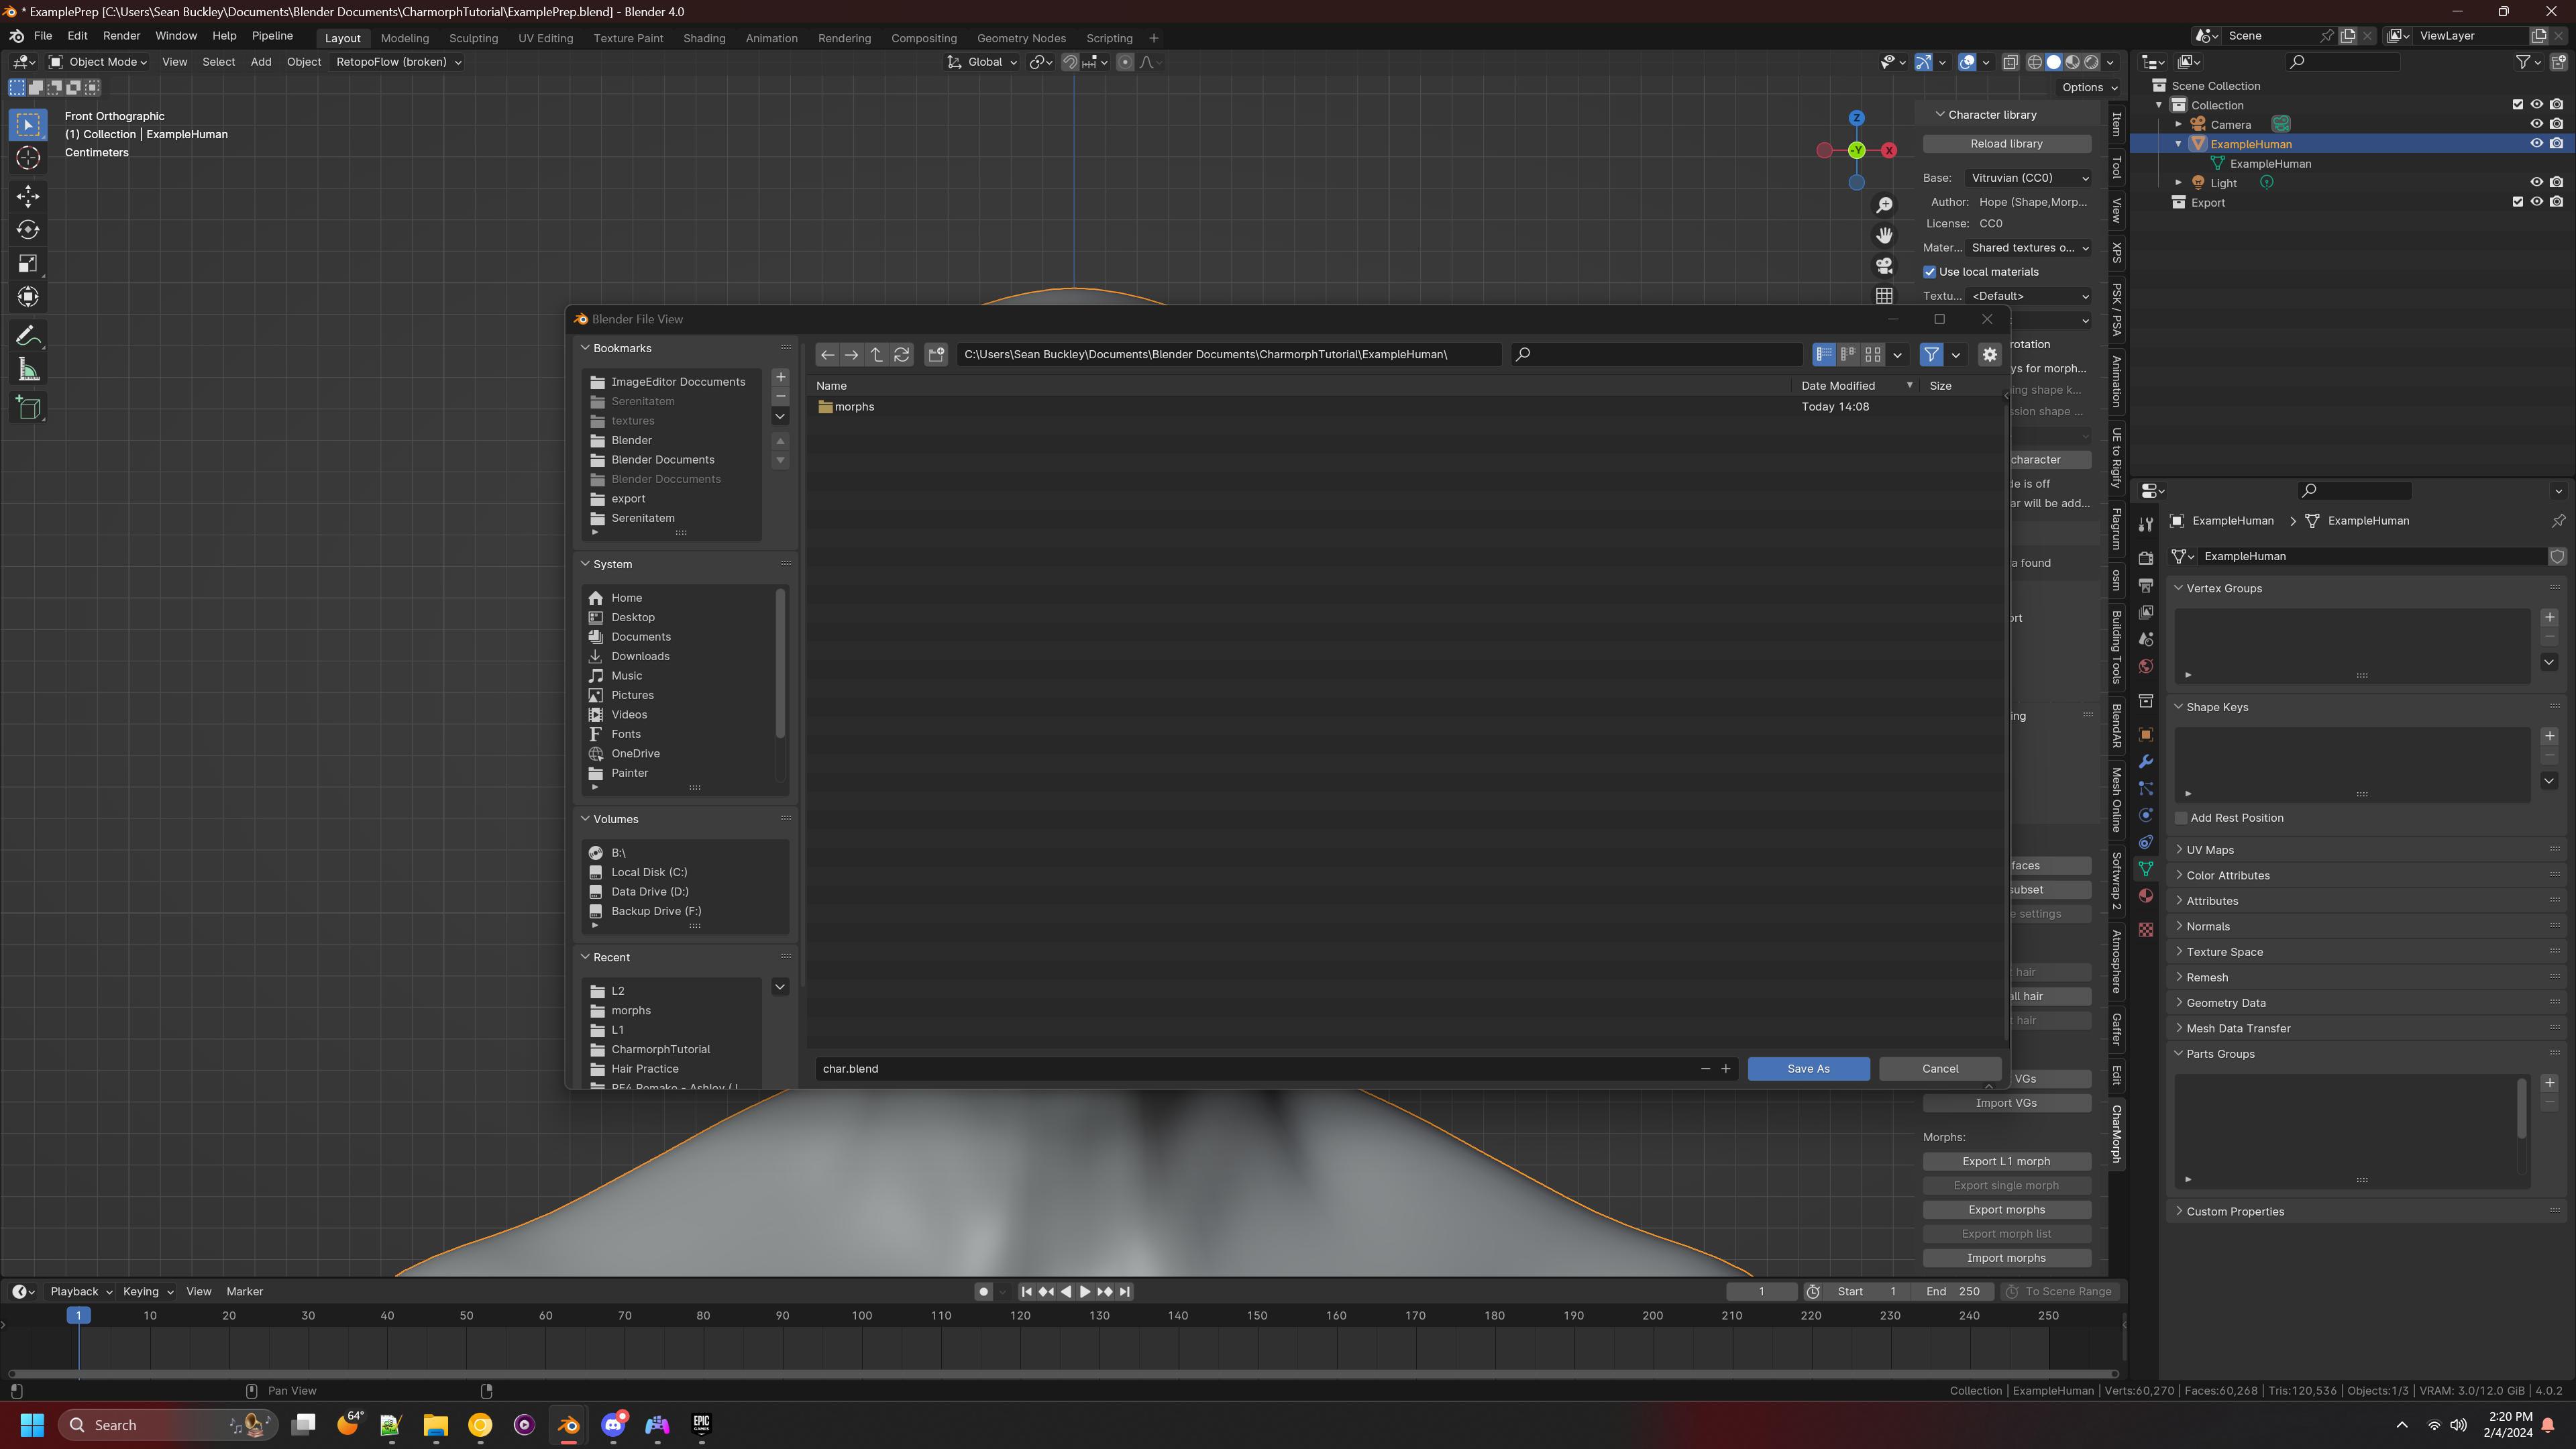 * ExamplePrep [C:\Users\Sean Buckley\Documents\Blender Documents\CharmorphTutorial\ExamplePrep.blend] - Blender 4.0
File Edit Render Window Help Pipeline Layout Modeling Sculpting UV Editing Texture Paint Shading Animation Rendering Compositing Geometry Nodes Scripting + Scene ViewLayer
Object Mode View Select Add Object RetopoFlow (broken) Global
Options
Front Orthographic
(1) Collection | ExampleHuman
Centimeters
Z
-Y
X
Character library
Reload library
Base: Vitruvian (CC0)
Author: Hope (Shape,Morp...
License: CC0
Mater... Shared textures o...
Use local materials
Textu... <Default>
otation
ys for morph...
ing shape k...
ssion shape ...
character
de is off
ar will be add...
a found
ort
ing
faces
subset
e settings
t hair
all hair
t hair
VGs
Import VGs
Morphs:
Export L1 morph
Export single morph
Export morphs
Export morph list
Import morphs
Item
Tool
View
XPS
PSK / PSA
Animation
UE to Rigify
Flagrum
osm
Building Tools
BlendAR
Mesh Online
Softwrap 2
Atmosphere
Gaffer
Edit
CharMorph
Blender File View
Bookmarks
ImageEditor Doccuments
Serenitatem
textures
Blender
Blender Documents
Blender Doccuments
export
Serenitatem
System
Home
Desktop
Documents
Downloads
Music
Pictures
Videos
Fonts
OneDrive
Painter
Volumes
B:\
Local Disk (C:)
Data Drive (D:)
Backup Drive (F:)
Recent
L2
morphs
L1
CharmorphTutorial
Hair Practice
C:\Users\Sean Buckley\Documents\Blender Documents\CharmorphTutorial\ExampleHuman\
Name Date Modified Size
morphs Today 14:08
char.blend Save As Cancel
Scene Collection
Collection
Camera
ExampleHuman
ExampleHuman
Light
Export
ExampleHuman > ExampleHuman
ExampleHuman
Vertex Groups
Shape Keys
Add Rest Position
UV Maps
Color Attributes
Attributes
Normals
Texture Space
Remesh
Geometry Data
Mesh Data Transfer
Parts Groups
Custom Properties
Playback Keying View Marker 1 Start 1 End 250 To Scene Range
1 10 20 30 40 50 60 70 80 90 100 110 120 130 140 150 160 170 180 190 200 210 220 230 240 250
Pan View Collection | ExampleHuman | Verts:60,270 | Faces:60,268 | Tris:120,536 | Objects:1/3 | VRAM: 3.0/12.0 GiB | 4.0.2
Search 64° EPIC GAMES 2:20 PM
2/4/2024